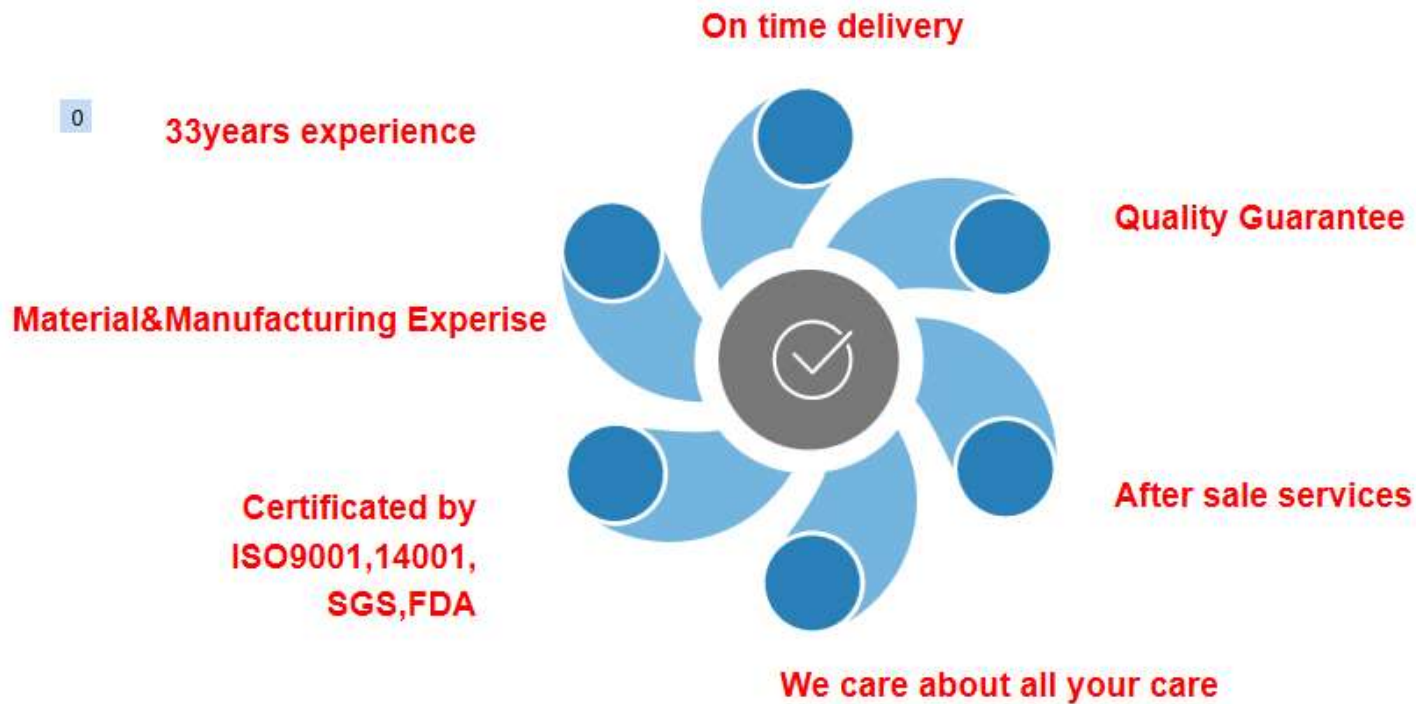 On time delivery
0
33years experience
Quality Guarantee
Material&Manufacturing Experise
After sale services
Certificated by
ISO9001,14001,
SGS,FDA
We care about all your care